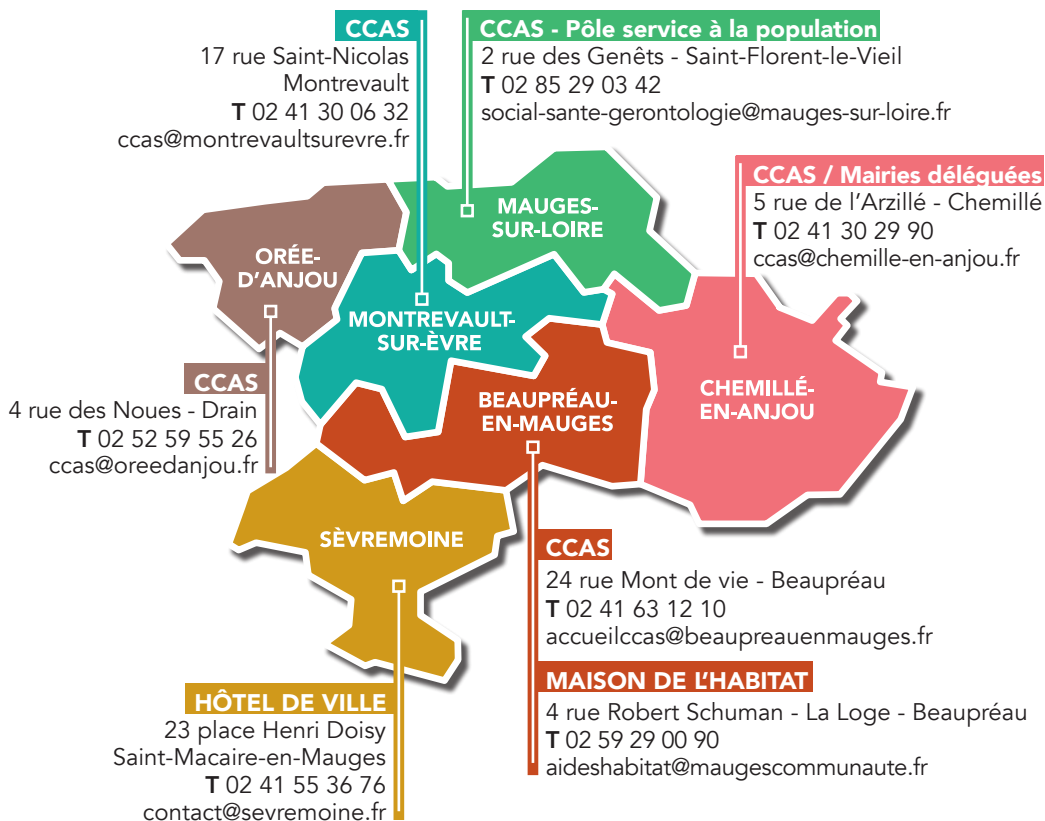 CCAS
17 rue Saint-Nicolas
Montrevault
T 02 41 30 06 32
ccas@montrevaultsurevre.fr
CCAS - Pôle service à la population
2 rue des Genêts - Saint-Florent-le-Vieil
T 02 85 29 03 42
social-sante-gerontologie@mauges-sur-loire.fr
CCAS / Mairies déléguées
5 rue de l'Arzillé - Chemillé
T 02 41 30 29 90
ccas@chemille-en-anjou.fr
MAUGES-
SUR-LOIRE
ORÉE-
D'ANJOU
MONTREVAULT-
SUR-ÈVRE
BEAUPRÉAU-
EN-MAUGES
CHEMILLÉ-
EN-ANJOU
SÈVREMOINE
CCAS
4 rue des Noues - Drain
T 02 52 59 55 26
ccas@oreedanjou.fr
CCAS
24 rue Mont de vie - Beaupréau
T 02 41 63 12 10
accueilccas@beaupreauenmauges.fr
MAISON DE L'HABITAT
4 rue Robert Schuman - La Loge - Beaupréau
T 02 59 29 00 90
aideshabitat@maugescommunaute.fr
HÔTEL DE VILLE
23 place Henri Doisy
Saint-Macaire-en-Mauges
T 02 41 55 36 76
contact@sevremoine.fr